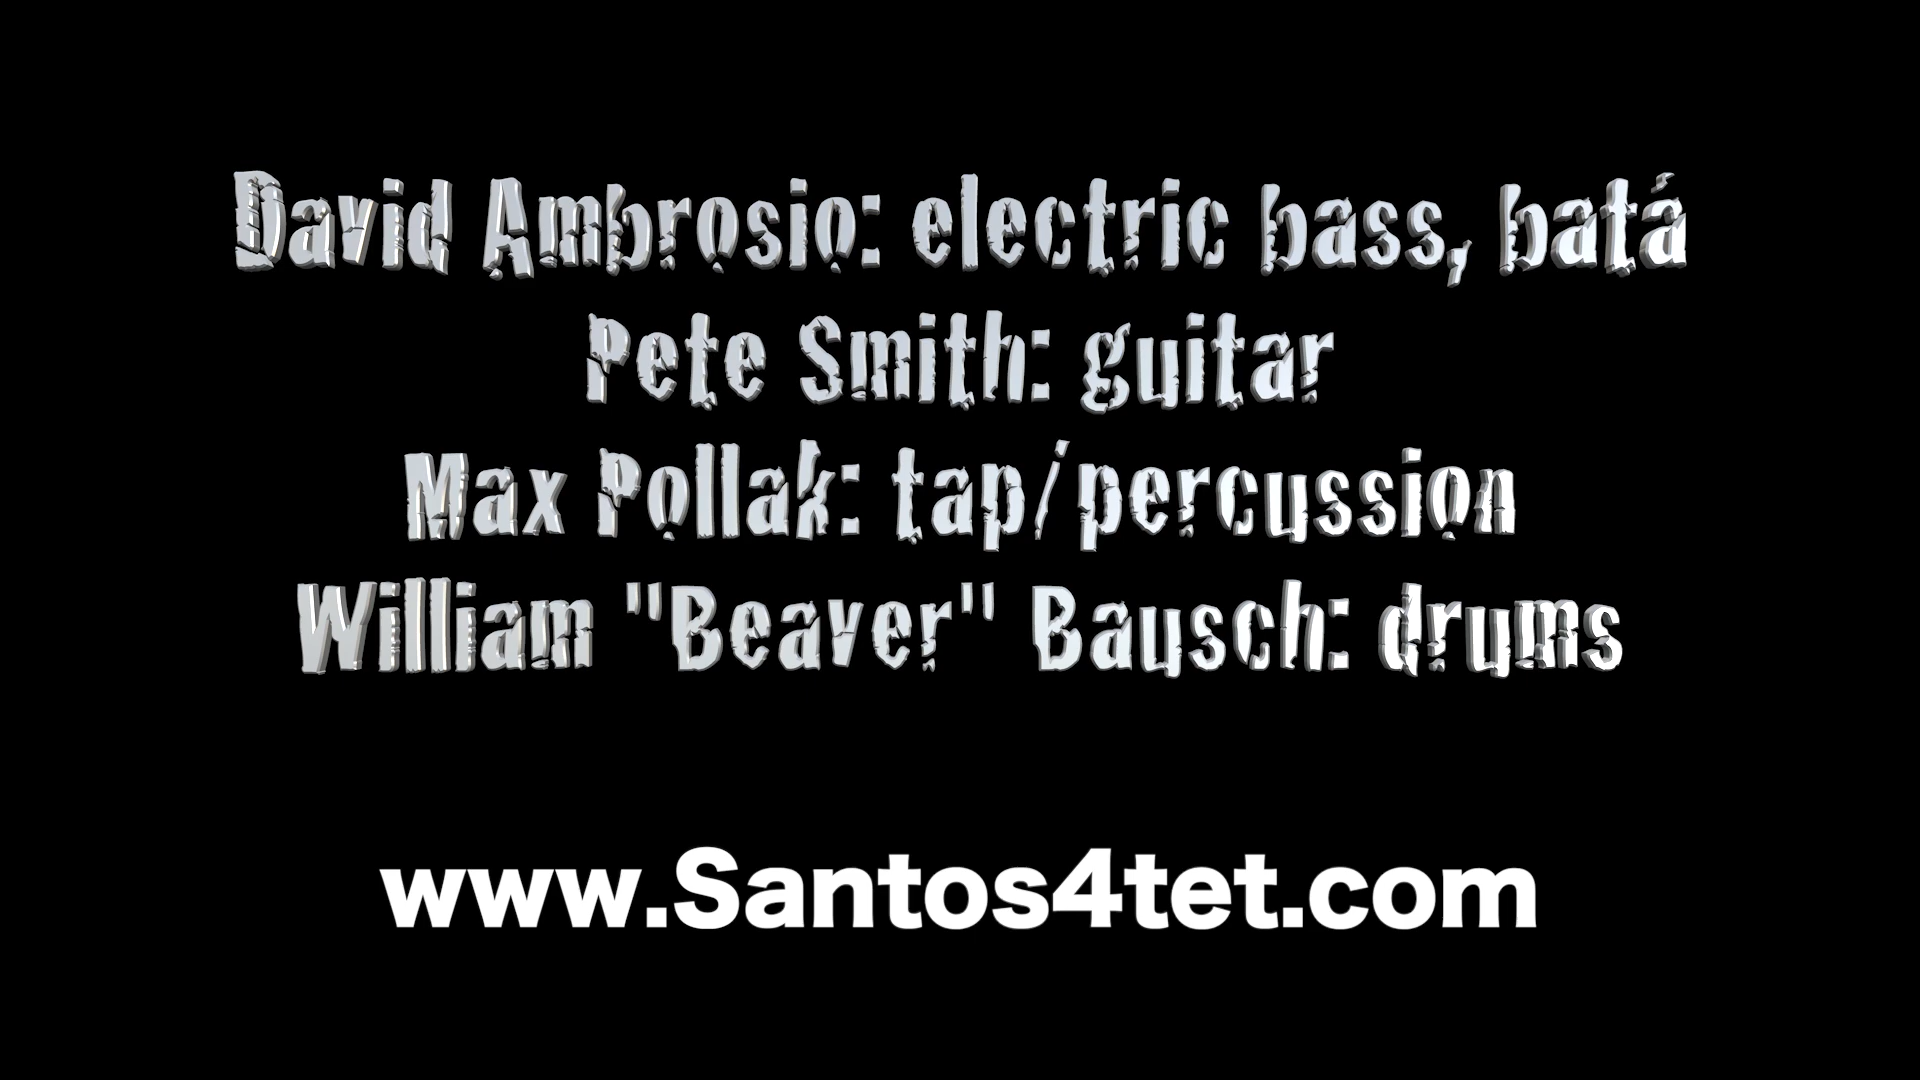 David Ambrosio: electric bass, batá
Pete Smith: guitar
Max Pollak: tap/percussion
William "Beaver" Bausch: drums
www.Santos4tet.com